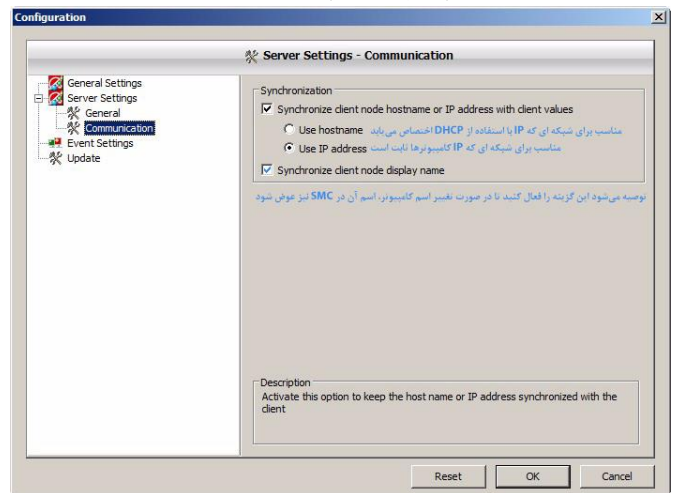 Configuration
Server Settings - Communication
General Settings
Server Settings
General
Communication
Event Settings
Update
Synchronization
Synchronize client node hostname or IP address with client values
Use hostname مناسب برای شبکه ای که IP با استفاده از DHCP اختصاص می یابد
Use IP address مناسب برای شبکه ای که IP کامپیوترها ثابت است
Synchronize client node display name
توصیه می‌شود این گزینه را فعال کنید تا در صورت تغییر اسم کامپیوتر، اسم آن در SMC نیز عوض شود
Description
Activate this option to keep the host name or IP address synchronized with the
client
Reset OK Cancel